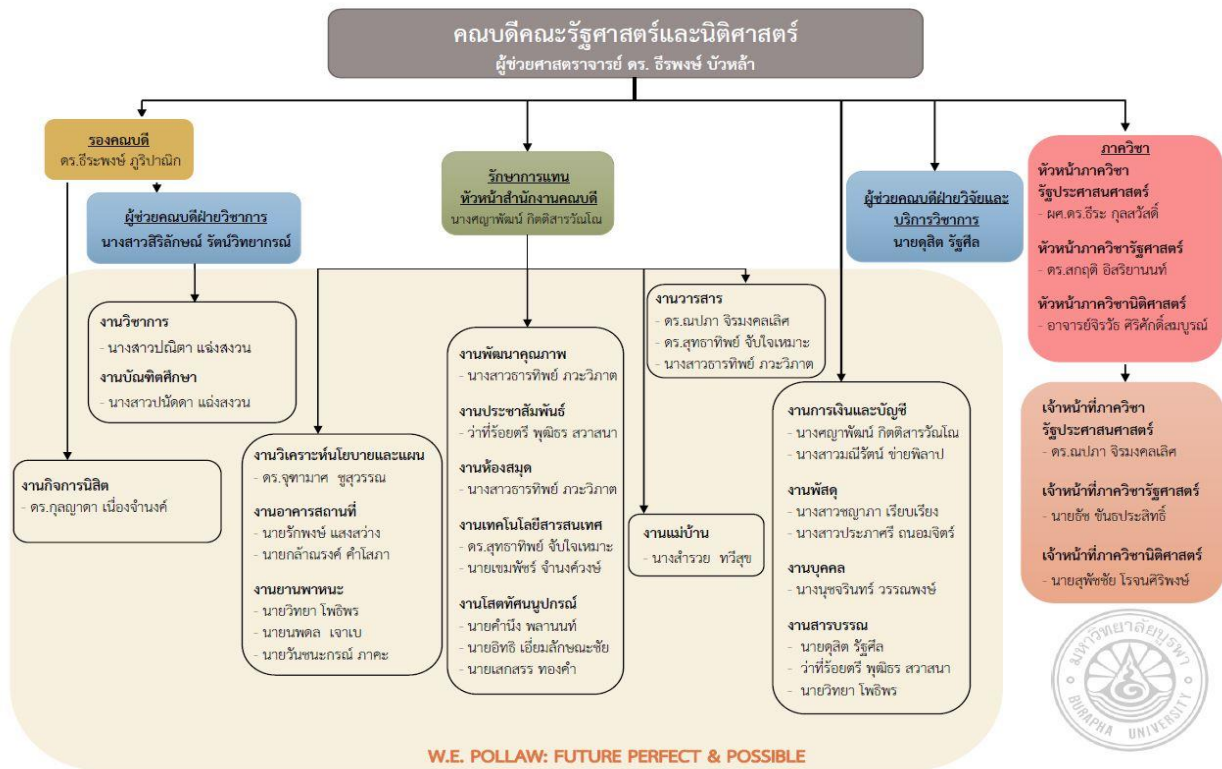 คณบดีคณะรัฐศาสตร์และนิติศาสตร์
ผู้ช่วยศาสตราจารย์ ดร. ธีรพงษ์ บัวหล้า
รองคณบดี
ดร.ธีระพงษ์ ภูริปาณิก
ผู้ช่วยคณบดีฝ่ายวิชาการ
นางสาวสิริลักษณ์ รัตน์วิทยากรณ์
รักษาการแทน
หัวหน้าสำนักงานคณบดี
นางศญาพัฒน์ กิตติสารวัณโณ
ผู้ช่วยคณบดีฝ่ายวิจัยและ
บริการวิชาการ
นายดุสิต รัฐศีล
ภาควิชา
หัวหน้าภาควิชา
รัฐประศาสนศาสตร์
- ผศ.ดร.ธีระ กุลสวัสดิ์
หัวหน้าภาควิชารัฐศาสตร์
- ดร.สกฤติ อิสริยานนท์
หัวหน้าภาควิชานิติศาสตร์
- อาจารย์จิรวัธ ศิริศักดิ์สมบูรณ์
งานวิชาการ
- นางสาวปณิตา แฉ่งสงวน
งานบัณฑิตศึกษา
- นางสาวปนัดดา แฉ่งสงวน
งานกิจการนิสิต
- ดร.กุลญาดา เนื่องจำนงค์
งานวิเคราะห์นโยบายและแผน
- ดร.จุฑามาศ ชูสุวรรณ
งานอาคารสถานที่
- นายรักพงษ์ แสงสว่าง
- นายกล้าณรงค์ คำโสภา
งานยานพาหนะ
- นายวิทยา โพธิพร
- นายนพดล เจาเบ
- นายวันชนะกรณ์ ภาคะ
งานพัฒนาคุณภาพ
- นางสาวธารทิพย์ ภวะวิภาต
งานประชาสัมพันธ์
- ว่าที่ร้อยตรี พุฒิธร สวาสนา
งานห้องสมุด
- นางสาวธารทิพย์ ภวะวิภาต
งานเทคโนโลยีสารสนเทศ
- ดร.สุทธาทิพย์ จับใจเหมาะ
- นายเขมพัชร์ จำนงค์วงษ์
งานโสตทัศนนูปกรณ์
- นายคำนึง พลานนท์
- นายอิทธิ เอี่ยมลักษณะชัย
- นายเสกสรร ทองคำ
งานวารสาร
- ดร.ณปภา จิรมงคลเลิศ
- ดร.สุทธาทิพย์ จับใจเหมาะ
- นางสาวธารทิพย์ ภวะวิภาต
งานแม่บ้าน
- นางสำรวย ทวีสุข
งานการเงินและบัญชี
- นางศญาพัฒน์ กิตติสารวัณโณ
- นางสาวมณีรัตน์ ข่ายพิลาป
งานพัสดุ
- นางสาวชญาภา เรียบเรียง
- นางสาวประภาศรี ถนอมจิตร์
งานบุคคล
- นางนุชจรินทร์ วรรณพงษ์
งานสารบรรณ
- นายดุสิต รัฐศีล
- ว่าที่ร้อยตรี พุฒิธร สวาสนา
- นายวิทยา โพธิพร
เจ้าหน้าที่ภาควิชา
รัฐประศาสนศาสตร์
- ดร.ณปภา จิรมงคลเลิศ
เจ้าหน้าที่ภาควิชารัฐศาสตร์
- นายธัช ขันธประสิทธิ์
เจ้าหน้าที่ภาควิชานิติศาสตร์
- นายสุพัชชัย โรจนศิริพงษ์
มหาวิทยาลัยบูรพา
BURAPHA UNIVERSITY
W.E. POLLAW: FUTURE PERFECT & POSSIBLE